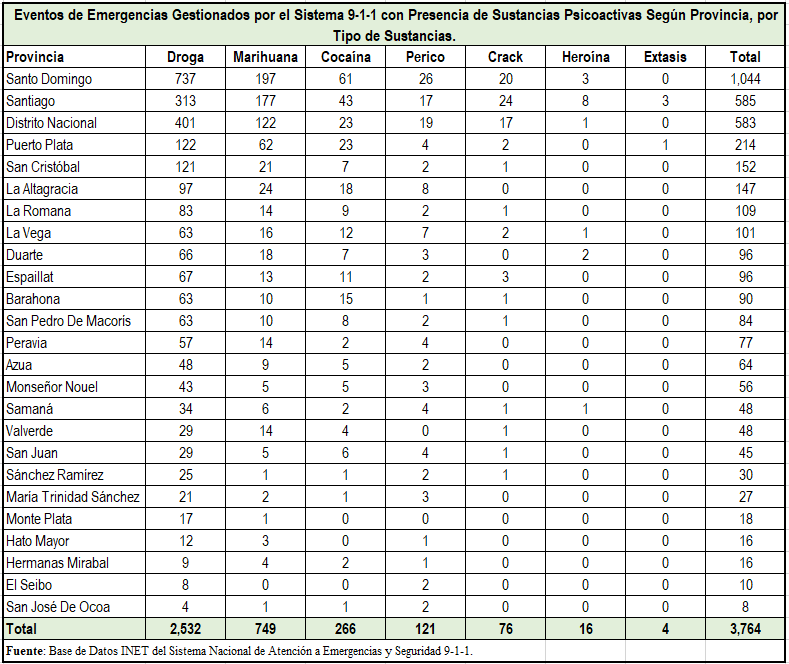 Eventos de Emergencias Gestionados por el Sistema 9-1-1 con Presencia de Sustancias Psicoactivas Según Provincia, por
Tipo de Sustancias.
Provincia Droga Marihuana Cocaína Perico Crack Heroína Extasis Total
Santo Domingo 737 197 61 26 20 3 0 1,044
Santiago 313 177 43 17 24 8 3 585
Distrito Nacional 401 122 23 19 17 1 0 583
Puerto Plata 122 62 23 4 2 0 1 214
San Cristóbal 121 21 7 2 1 0 0 152
La Altagracia 97 24 18 8 0 0 0 147
La Romana 83 14 9 2 1 0 0 109
La Vega 63 16 12 7 2 1 0 101
Duarte 66 18 7 3 0 2 0 96
Espaillat 67 13 11 2 3 0 0 96
Barahona 63 10 15 1 1 0 0 90
San Pedro De Macorís 63 10 8 2 1 0 0 84
Peravia 57 14 2 4 0 0 0 77
Azua 48 9 5 2 0 0 0 64
Monseñor Nouel 43 5 5 3 0 0 0 56
Samaná 34 6 2 4 1 1 0 48
Valverde 29 14 4 0 1 0 0 48
San Juan 29 5 6 4 1 0 0 45
Sánchez Ramírez 25 1 1 2 1 0 0 30
María Trinidad Sánchez 21 2 1 3 0 0 0 27
Monte Plata 17 1 0 0 0 0 0 18
Hato Mayor 12 3 0 1 0 0 0 16
Hermanas Mirabal 9 4 2 1 0 0 0 16
El Seibo 8 0 0 2 0 0 0 10
San José De Ocoa 4 1 1 2 0 0 0 8
Total 2,532 749 266 121 76 16 4 3,764
Fuente: Base de Datos INET del Sistema Nacional de Atención a Emergencias y Seguridad 9-1-1.